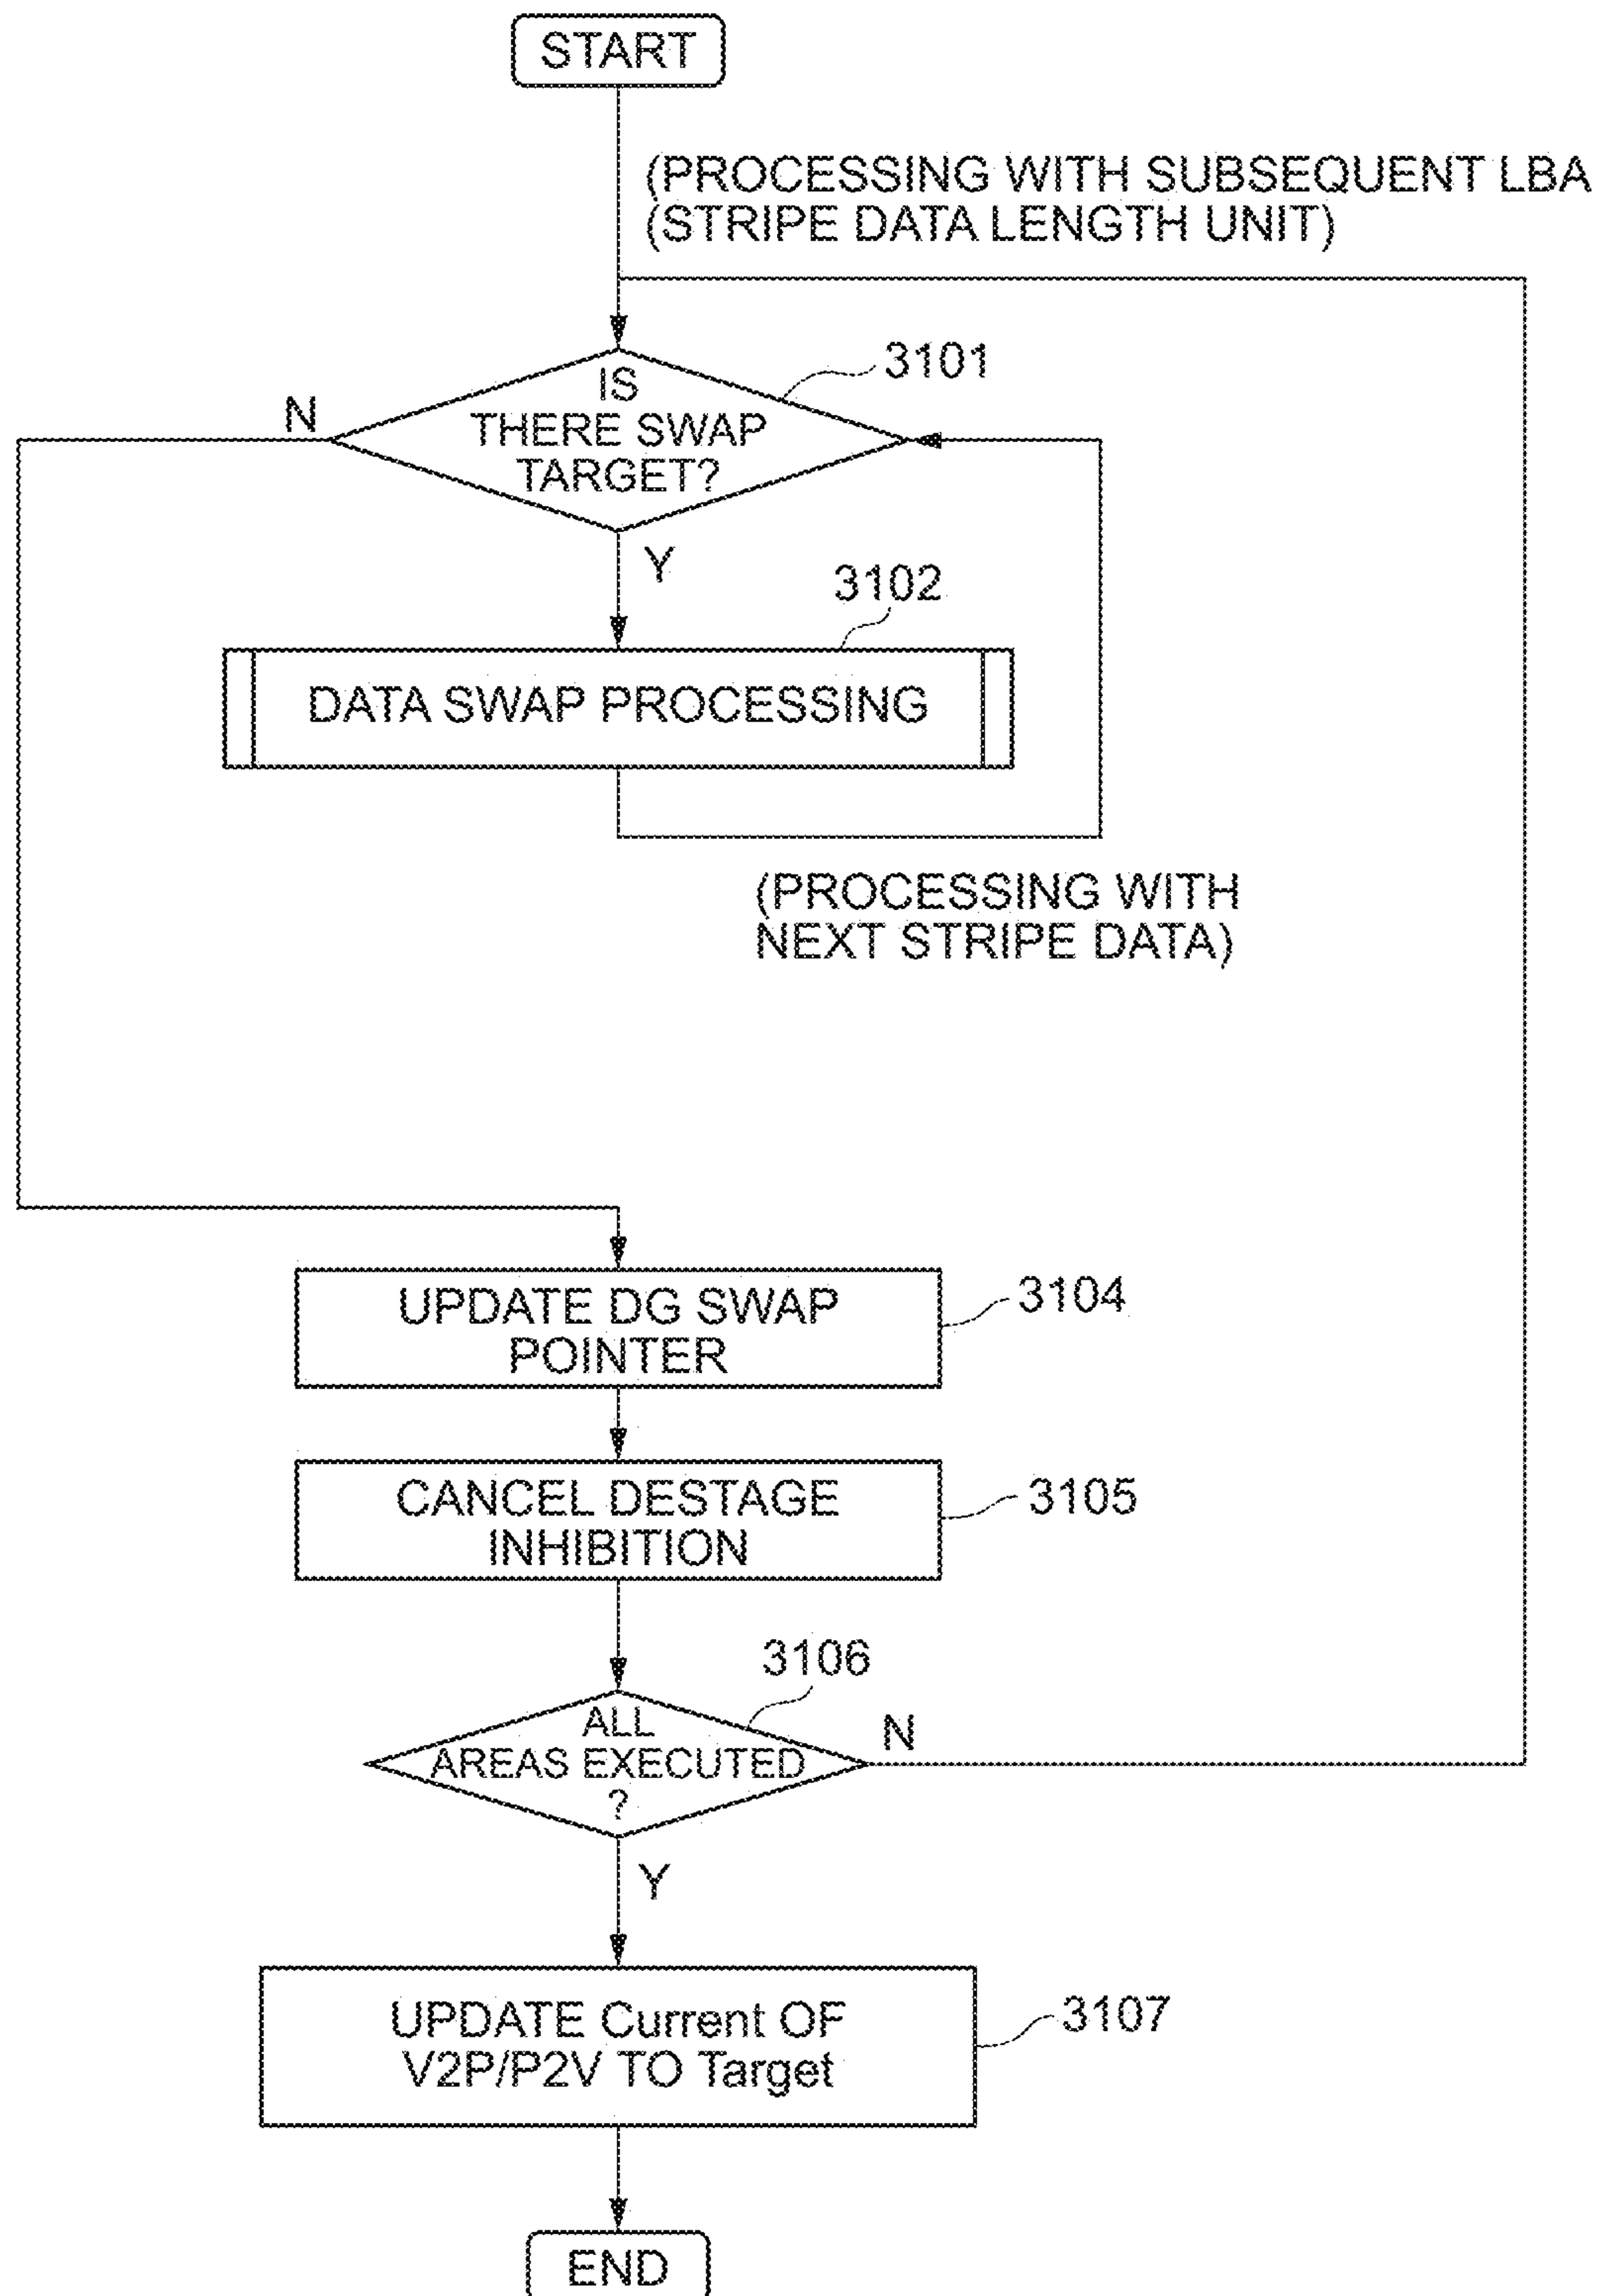 START
(PROCESSING WITH SUBSEQUENT LBA
(STRIPE DATA LENGTH UNIT)
3101
N
IS
THERE SWAP
TARGET?
Y
3102
DATA SWAP PROCESSING
(PROCESSING WITH
NEXT STRIPE DATA)
UPDATE DG SWAP
POINTER
3104
CANCEL DESTAGE
INHIBITION
3105
3106
ALL
AREAS EXECUTED
?
N
Y
UPDATE Current OF
V2P/P2V TO Target
3107
END